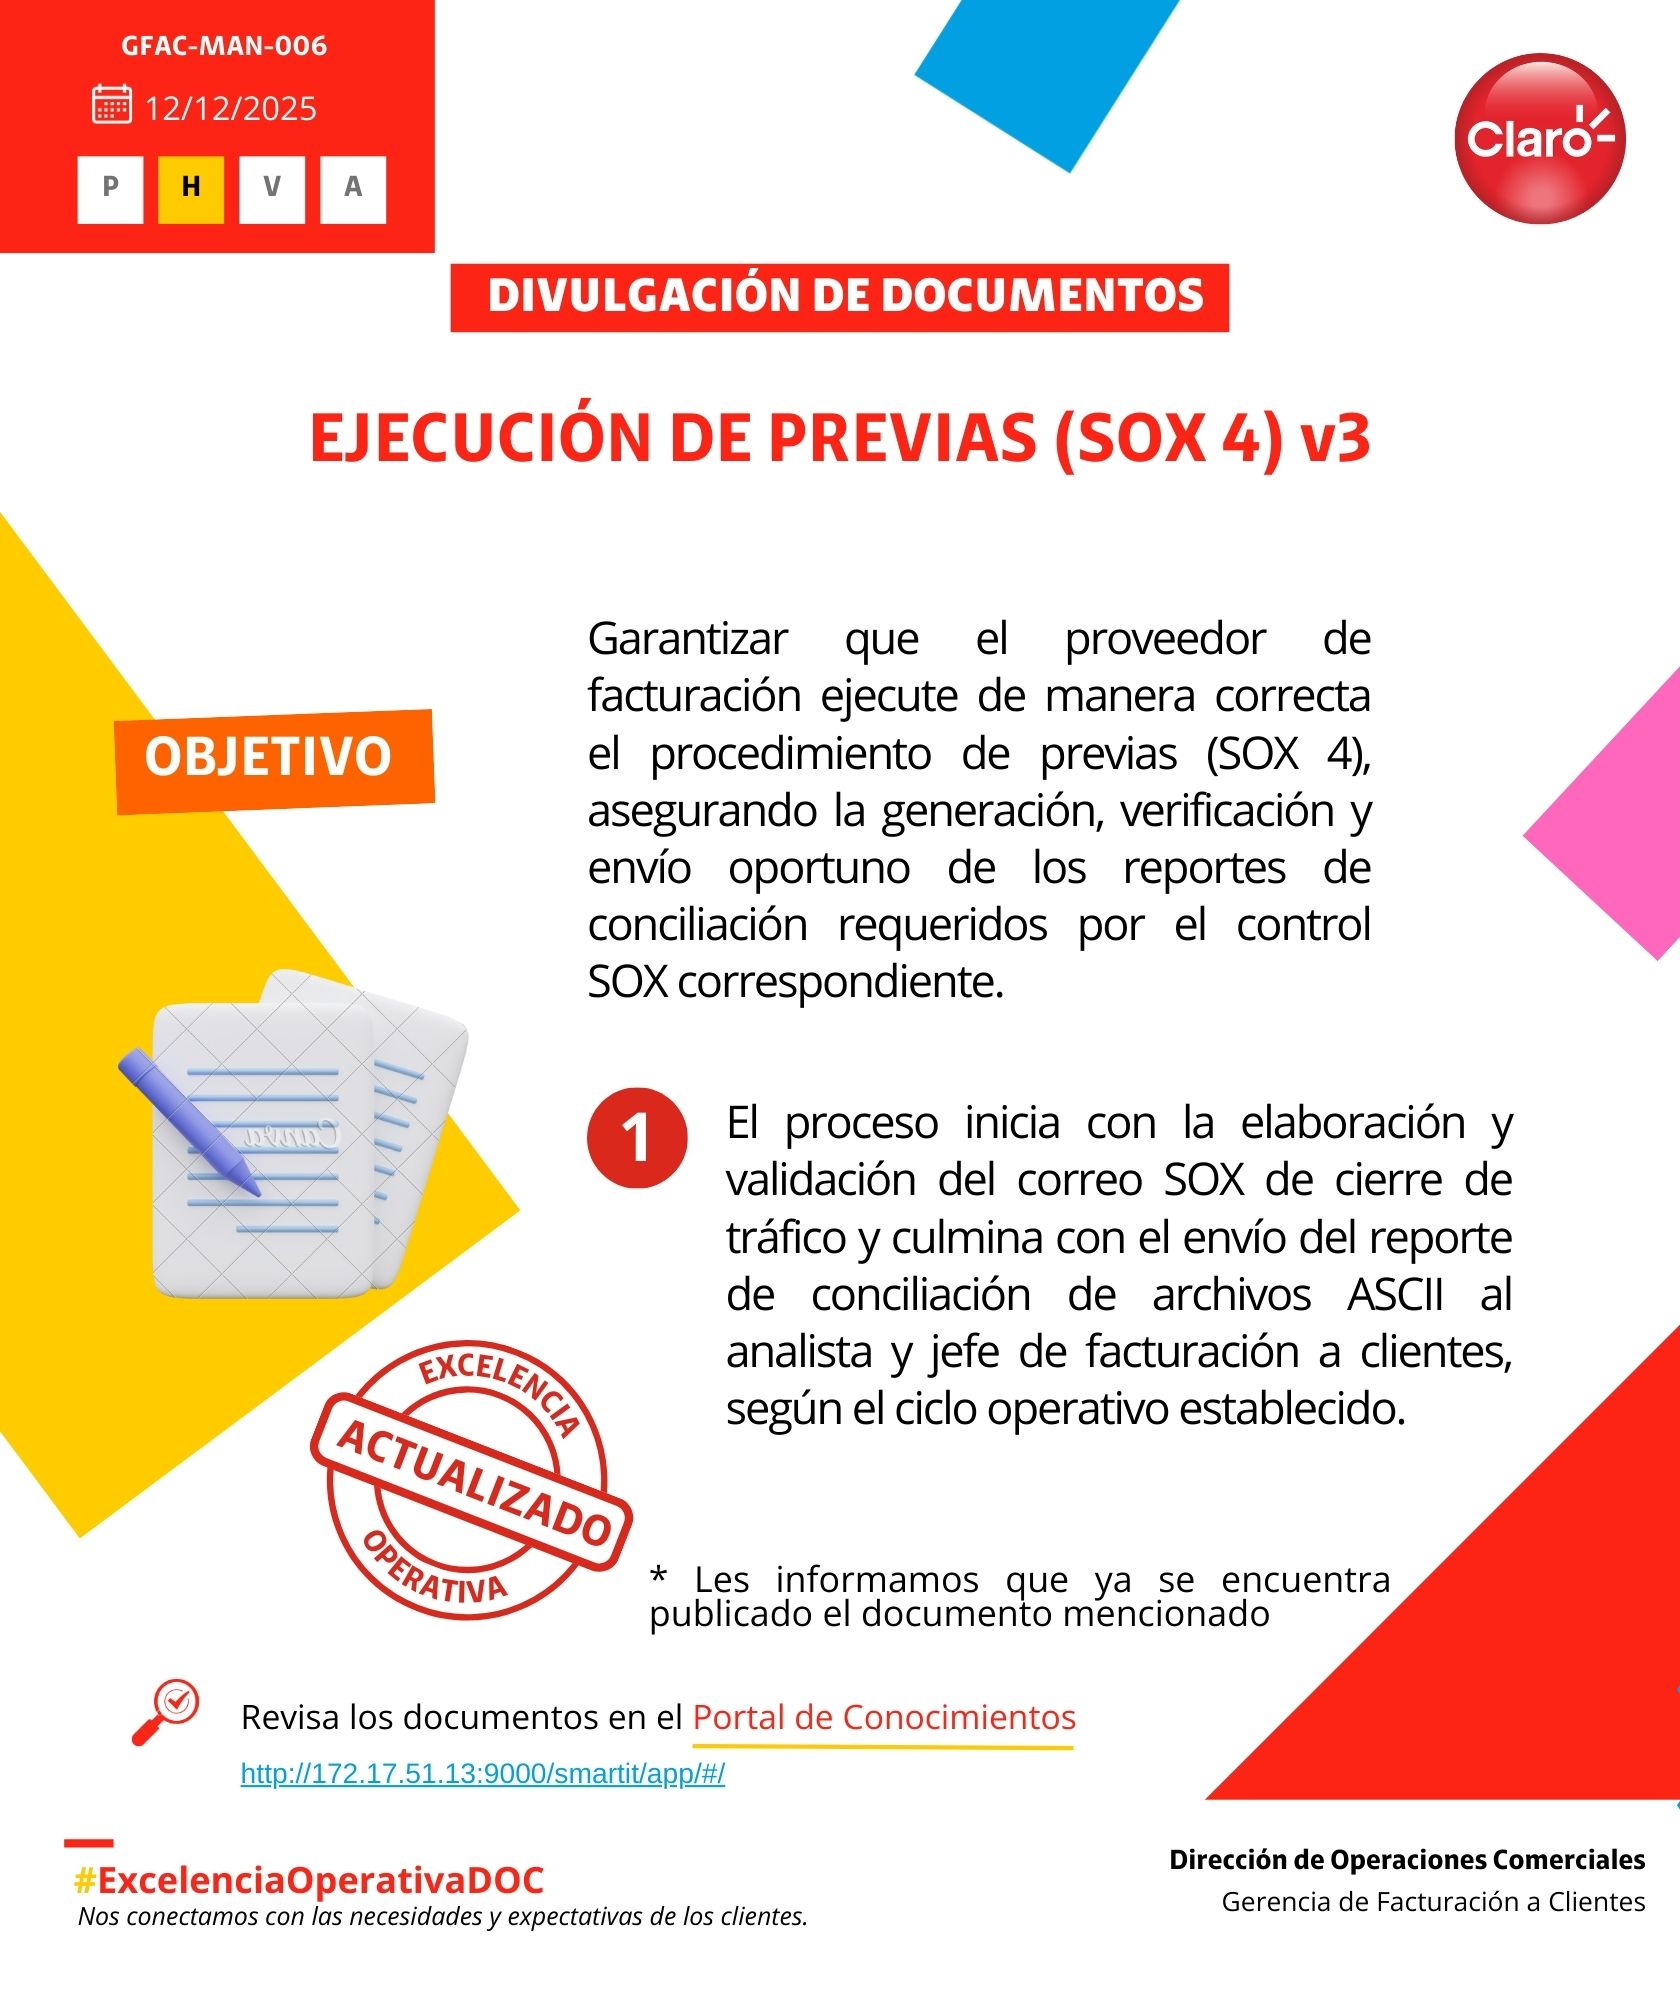 GFAC-MAN-006
12/12/2025
P H V A
Claro
DIVULGACIÓN DE DOCUMENTOS
EJECUCIÓN DE PREVIAS (SOX 4) v3
OBJETIVO
Garantizar que el proveedor de
facturación ejecute de manera correcta
el procedimiento de previas (SOX 4),
asegurando la generación, verificación y
envío oportuno de los reportes de
conciliación requeridos por el control
SOX correspondiente.
Canva
1
El proceso inicia con la elaboración y
validación del correo SOX de cierre de
tráfico y culmina con el envío del reporte
de conciliación de archivos ASCII al
analista y jefe de facturación a clientes,
según el ciclo operativo establecido.
EXCELENCIA
ACTUALIZADO
OPERATIVA
* Les informamos que ya se encuentra
publicado el documento mencionado
Revisa los documentos en el Portal de Conocimientos
http://172.17.51.13:9000/smartit/app/#/
#ExcelenciaOperativaDOC
Nos conectamos con las necesidades y expectativas de los clientes.
Dirección de Operaciones Comerciales
Gerencia de Facturación a Clientes